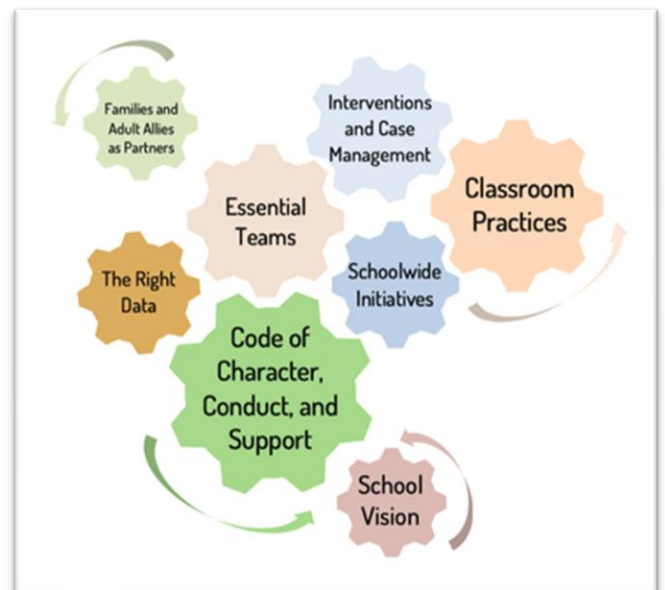 Families and
Adult Allies
as Partners
Interventions
and Case
Management
Classroom
Practices
Essential
Teams
The Right
Data
Schoolwide
Initiatives
Code of
Character,
Conduct, and
Support
School
Vision